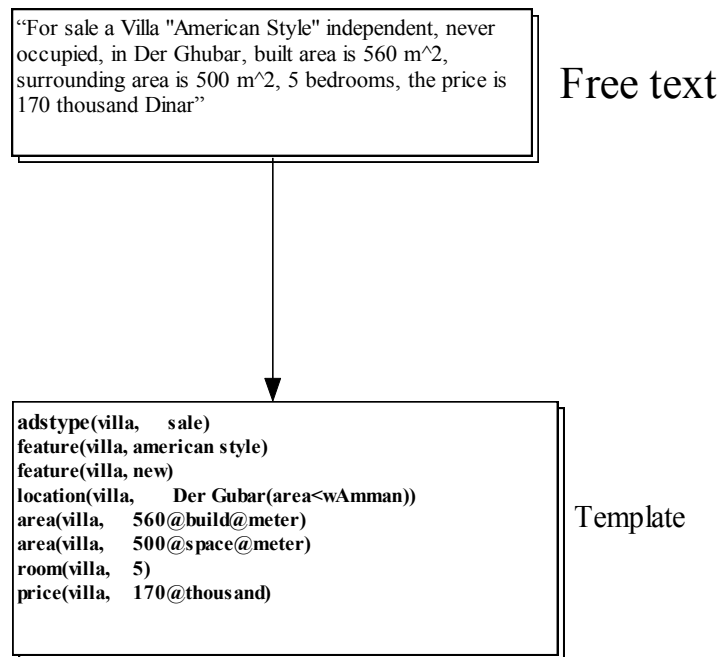 “For sale a Villa "American Style" independent, never
occupied, in Der Ghubar, built area is 560 m^2,
surrounding area is 500 m^2, 5 bedrooms, the price is
170 thousand Dinar”
Free text
adstype(villa, sale)
feature(villa, american style)
feature(villa, new)
location(villa, Der Gubar(area<wAmman))
area(villa, 560@build@meter)
area(villa, 500@space@meter)
room(villa, 5)
price(villa, 170@thousand)
Template